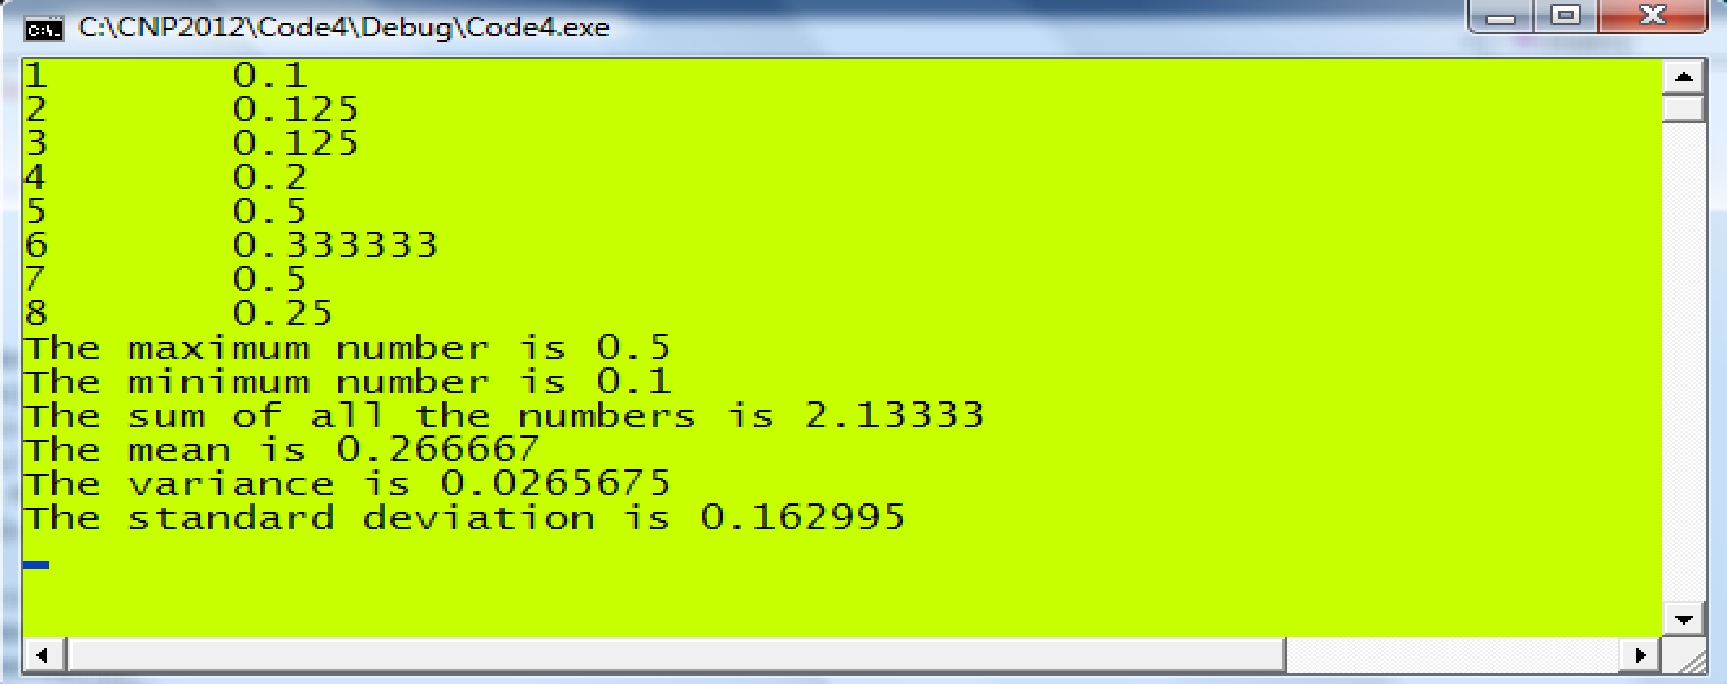 C:\CNP2012\Code4\Debug\Code4.exe
1 0.1
2 0.125
3 0.125
4 0.2
5 0.5
6 0.333333
7 0.5
8 0.25
The maximum number is 0.5
The minimum number is 0.1
The sum of all the numbers is 2.13333
The mean is 0.266667
The variance is 0.0265675
The standard deviation is 0.162995